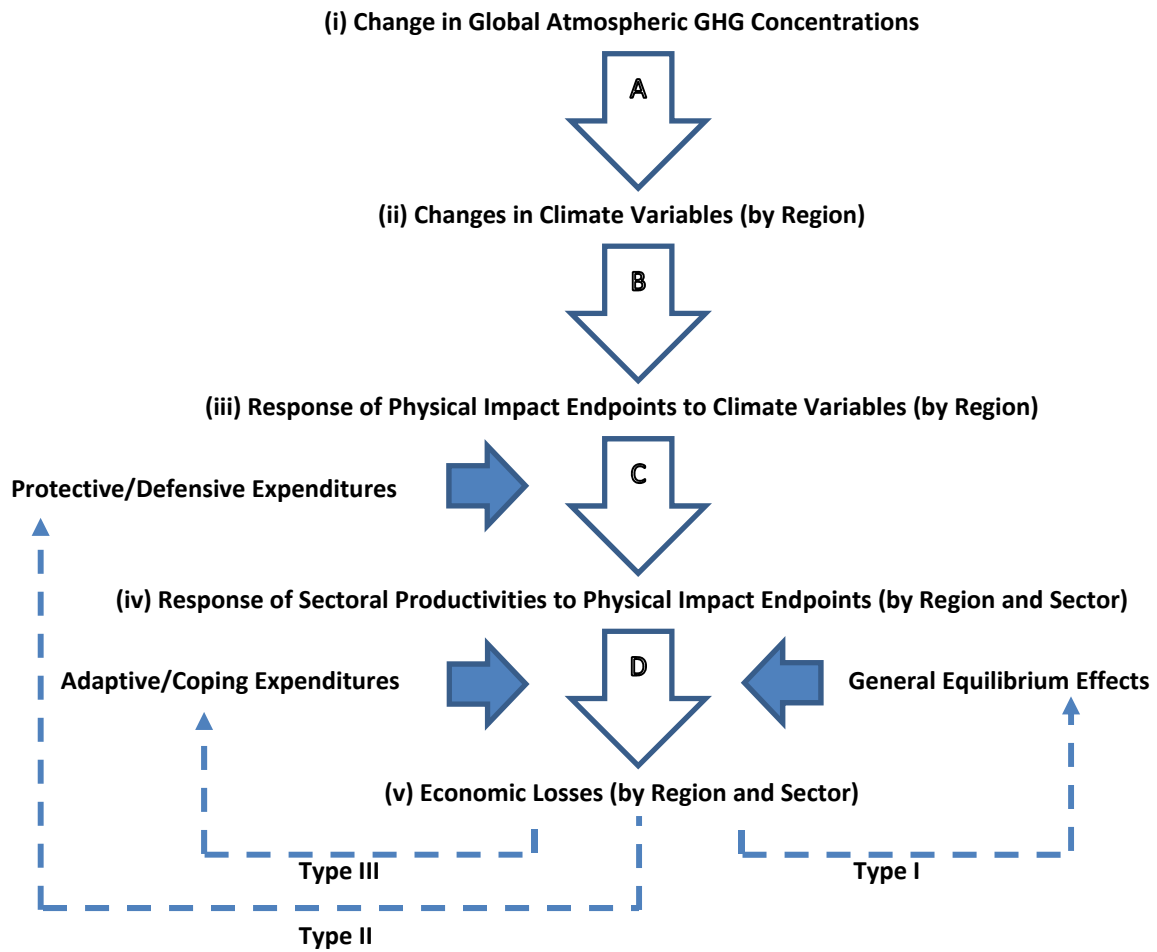 (i) Change in Global Atmospheric GHG Concentrations
A
(ii) Changes in Climate Variables (by Region)
B
(iii) Response of Physical Impact Endpoints to Climate Variables (by Region)
C
Protective/Defensive Expenditures
(iv) Response of Sectoral Productivities to Physical Impact Endpoints (by Region and Sector)
D
Adaptive/Coping Expenditures
General Equilibrium Effects
(v) Economic Losses (by Region and Sector)
Type III
Type I
Type II